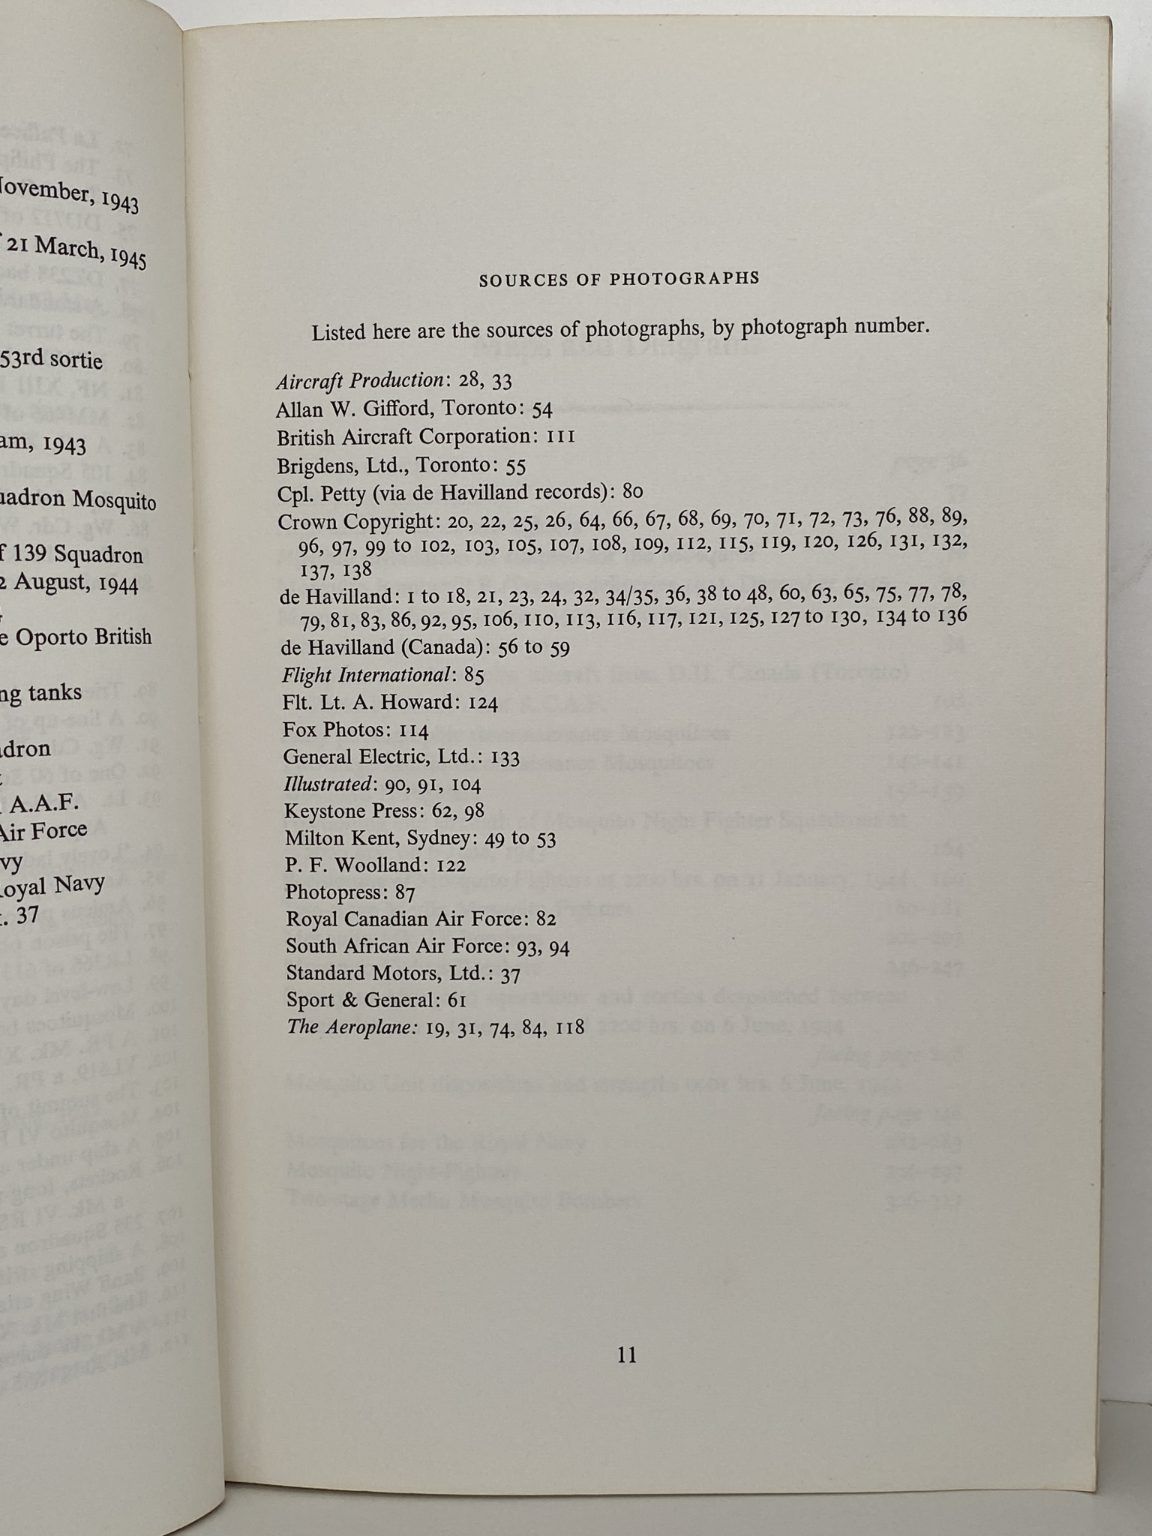 November, 1943
21 March, 1945
53rd sortie
1943
Squadron Mosquito
of 139 Squadron
2 August, 1944
Oporto British
tanks
A.A.F.
Air Force
Royal Navy
37
SOURCES OF PHOTOGRAPHS
Listed here are the sources of photographs, by photograph number.
Aircraft Production: 28, 33
Allan W. Gifford, Toronto: 54
British Aircraft Corporation: 111
Brigdens, Ltd., Toronto: 55
Cpl. Petty (via de Havilland records): 80
Crown Copyright: 20, 22, 25, 26, 64, 66, 67, 68, 69, 70, 71, 72, 73, 76, 88, 89,
96, 97, 99 to 102, 103, 105, 107, 108, 109, 112, 115, 119, 120, 126, 131, 132,
137, 138
de Havilland: 1 to 18, 21, 23, 24, 32, 34/35, 36, 38 to 48, 60, 63, 65, 75, 77, 78,
79, 81, 83, 86, 92, 95, 106, 110, 113, 116, 117, 121, 125, 127 to 130, 134 to 136
de Havilland (Canada): 56 to 59
Flight International: 85
Flt. Lt. A. Howard: 124
Fox Photos: 114
General Electric, Ltd.: 133
Illustrated: 90, 91, 104
Keystone Press: 62, 98
Milton Kent, Sydney: 49 to 53
P. F. Woolland: 122
Photopress: 87
Royal Canadian Air Force: 82
South African Air Force: 93, 94
Standard Motors, Ltd.: 37
Sport & General: 61
The Aeroplane: 19, 31, 74, 84, 118
11